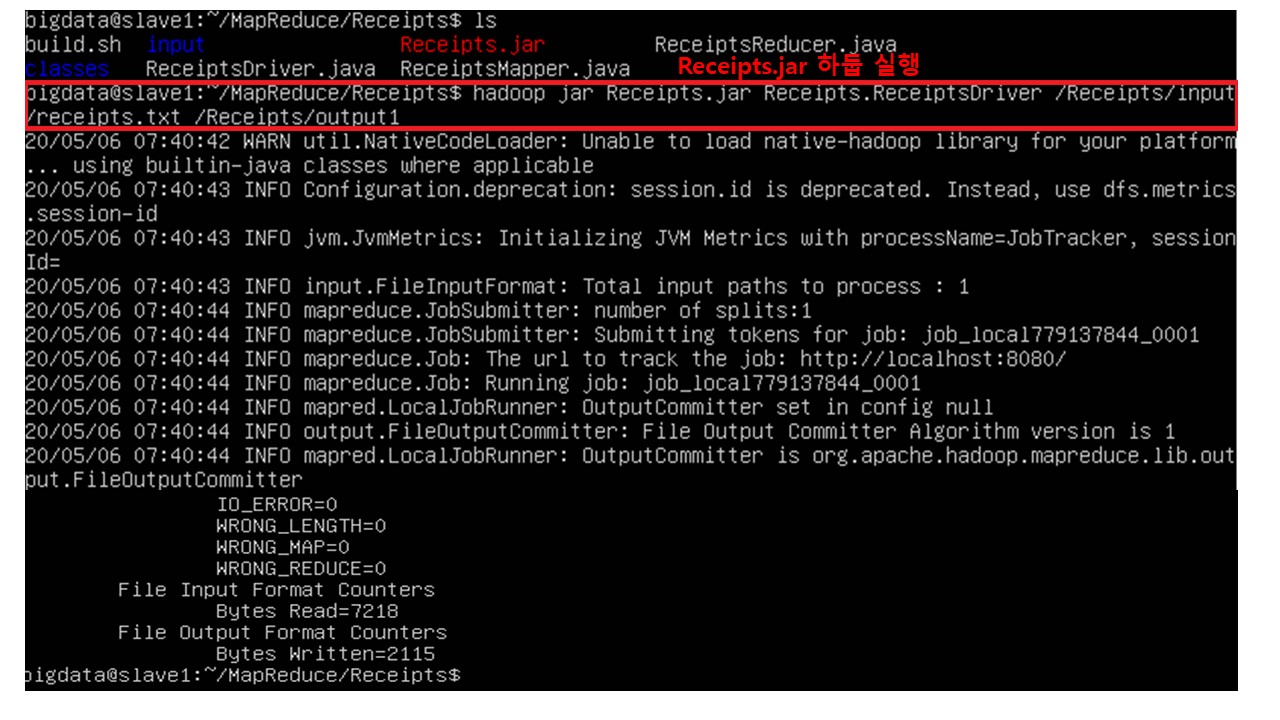 bigdata@slave1:~/MapReduce/Receipts$ ls
build.sh  input                Receipts.jar         ReceiptsReducer.java
classes   ReceiptsDriver.java  ReceiptsMapper.java
Receipts.jar 하둡 실행
bigdata@slave1:~/MapReduce/Receipts$ hadoop jar Receipts.jar Receipts.ReceiptsDriver /Receipts/input
/receipts.txt /Receipts/output1
20/05/06 07:40:42 WARN util.NativeCodeLoader: Unable to load native-hadoop library for your platform
... using builtin-java classes where applicable
20/05/06 07:40:43 INFO Configuration.deprecation: session.id is deprecated. Instead, use dfs.metrics
.session-id
20/05/06 07:40:43 INFO jvm.JvmMetrics: Initializing JVM Metrics with processName=JobTracker, session
Id=
20/05/06 07:40:43 INFO input.FileInputFormat: Total input paths to process : 1
20/05/06 07:40:44 INFO mapreduce.JobSubmitter: number of splits:1
20/05/06 07:40:44 INFO mapreduce.JobSubmitter: Submitting tokens for job: job_local779137844_0001
20/05/06 07:40:44 INFO mapreduce.Job: The url to track the job: http://localhost:8080/
20/05/06 07:40:44 INFO mapreduce.Job: Running job: job_local779137844_0001
20/05/06 07:40:44 INFO mapred.LocalJobRunner: OutputCommitter set in config null
20/05/06 07:40:44 INFO output.FileOutputCommitter: File Output Committer Algorithm version is 1
20/05/06 07:40:44 INFO mapred.LocalJobRunner: OutputCommitter is org.apache.hadoop.mapreduce.lib.out
put.FileOutputCommitter
IO_ERROR=0
WRONG_LENGTH=0
WRONG_MAP=0
WRONG_REDUCE=0
File Input Format Counters
Bytes Read=7218
File Output Format Counters
Bytes Written=2115
bigdata@slave1:~/MapReduce/Receipts$